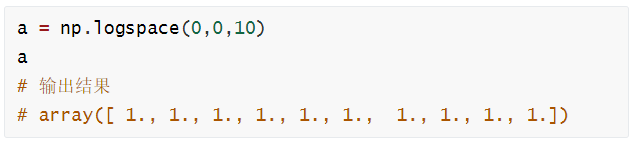 a = np.logspace(0,0,10)
a
# 输出结果
# array([ 1., 1., 1., 1., 1., 1.,  1., 1., 1., 1.])